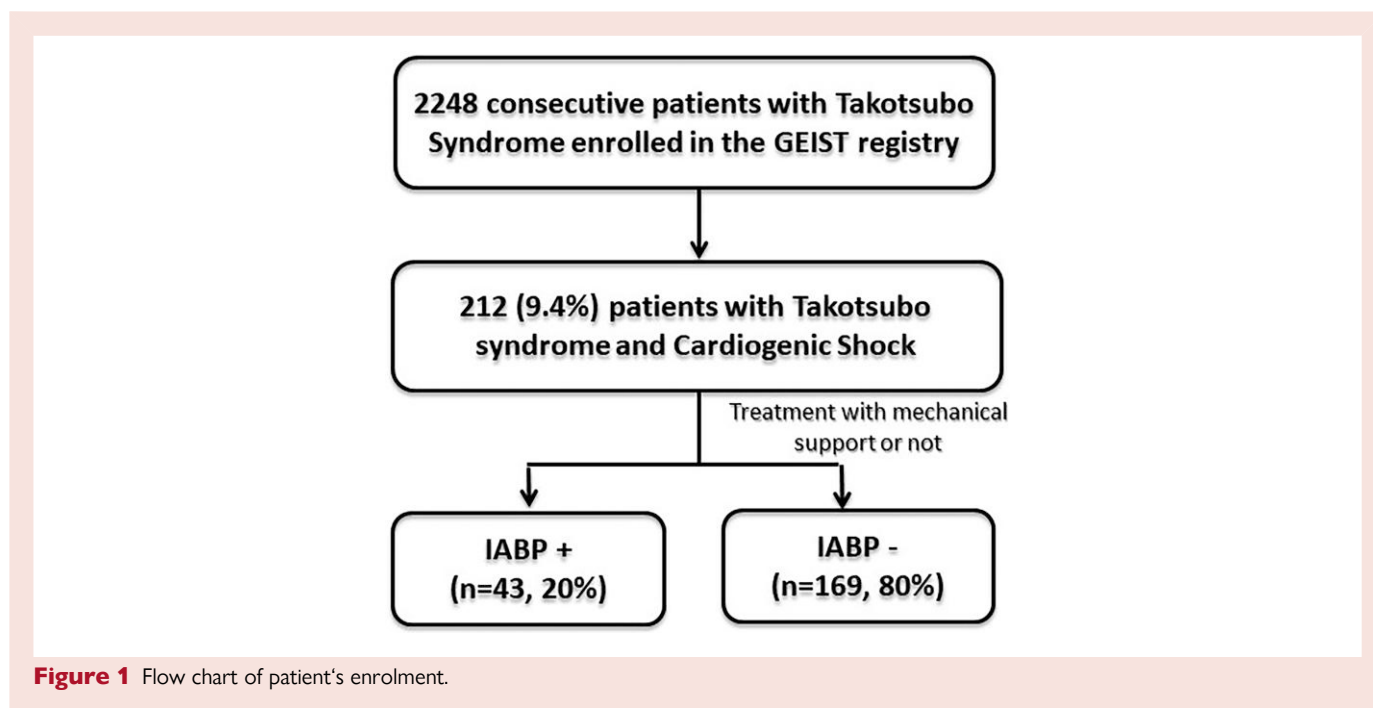 2248 consecutive patients with Takotsubo
Syndrome enrolled in the GEIST registry
212 (9.4%) patients with Takotsubo
syndrome and Cardiogenic Shock
Treatment with mechanical
support or not
IABP +
(n=43, 20%)
IABP -
(n=169, 80%)
Figure 1 Flow chart of patient‘s enrolment.